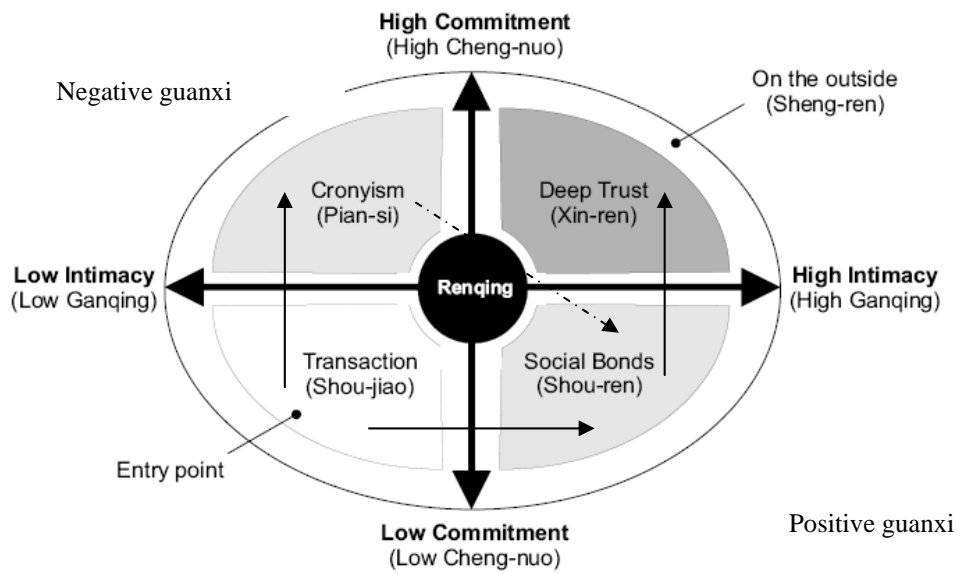 High Commitment
(High Cheng-nuo)
Negative guanxi
On the outside
(Sheng-ren)
Cronyism
(Pian-si)
Deep Trust
(Xin-ren)
Low Intimacy
(Low Ganqing)
Renqing
High Intimacy
(High Ganqing)
Transaction
(Shou-jiao)
Social Bonds
(Shou-ren)
Entry point
Low Commitment
(Low Cheng-nuo)
Positive guanxi